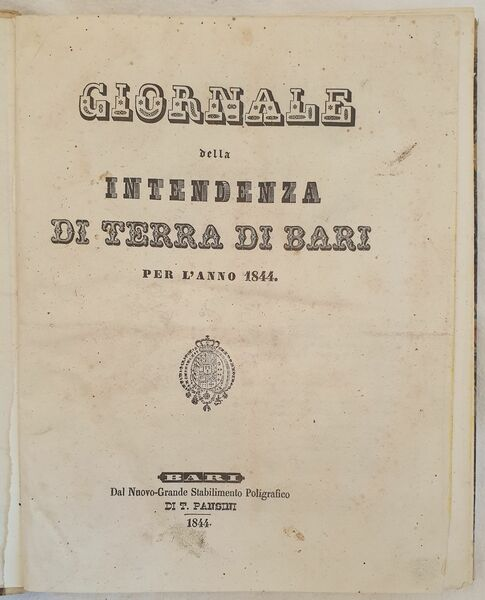 GIORNALE
della
INTENDENZA
DI TERRA DI BARI
PER L'ANNO 1844.
BARI
Dal Nuovo-Grande Stabilimento Poligrafico
DI T. PANSINI
1844.